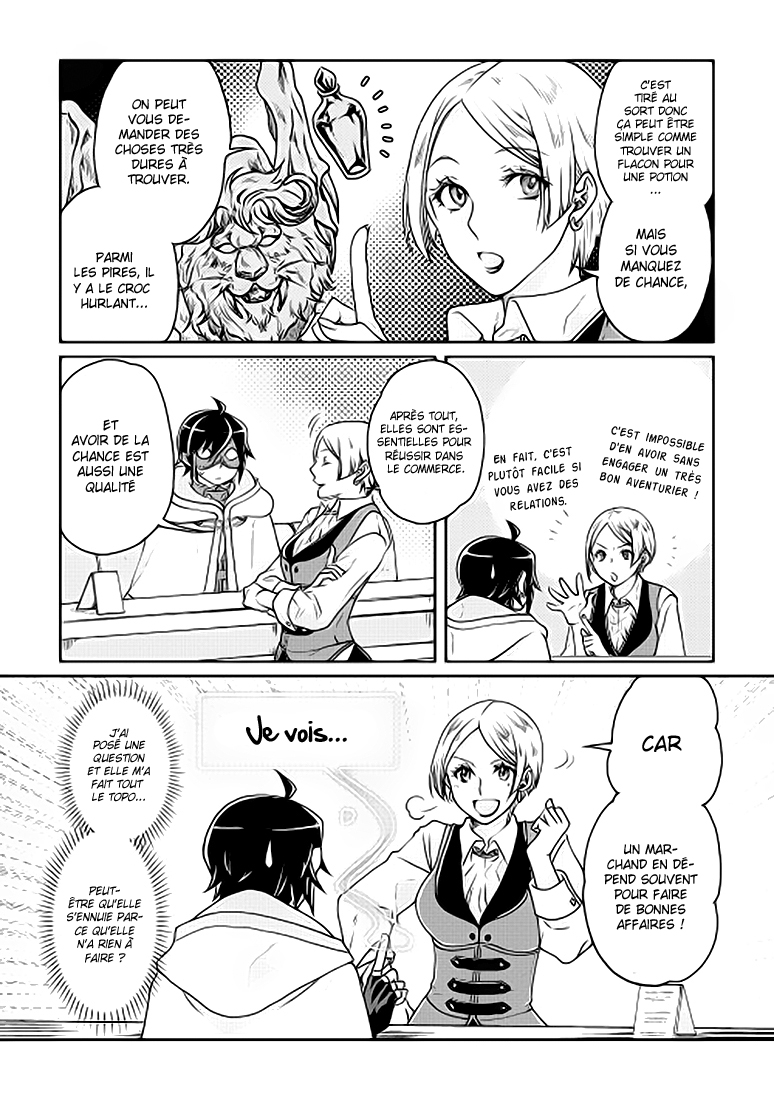 C'EST
TIRÉ AU
SORT DONC
ÇA PEUT ÊTRE
SIMPLE COMME
TROUVER UN
FLACON POUR
UNE POTION
...
MAIS
SI VOUS
MANQUEZ
DE CHANCE,
ON PEUT
VOUS DE-
MANDER DES
CHOSES TRÈS
DURES À
TROUVER.
PARMI
LES PIRES, IL
Y A LE CROC
HURLANT...
C'EST IMPOSSIBLE
D'EN AVOIR SANS
ENGAGER UN TRÈS
BON AVENTURIER !
EN FAIT, C'EST
PLUTÔT FACILE SI
VOUS AVEZ DES
RELATIONS.
APRÈS TOUT,
ELLES SONT ES-
SENTIELLES POUR
RÉUSSIR DANS
LE COMMERCE.
ET
AVOIR DE LA
CHANCE EST
AUSSI UNE
QUALITÉ
CAR
UN MAR-
CHAND EN DÉ-
PEND SOUVENT
POUR FAIRE
DE BONNES
AFFAIRES !
Je vois...
J'AI
POSÉ UNE
QUESTION
ET ELLE M'A
FAIT TOUT
LE TOPO...
PEUT-
ÊTRE QU'ELLE
S'ENNUIE PAR-
CE QU'ELLE
N'A RIEN À
FAIRE ?